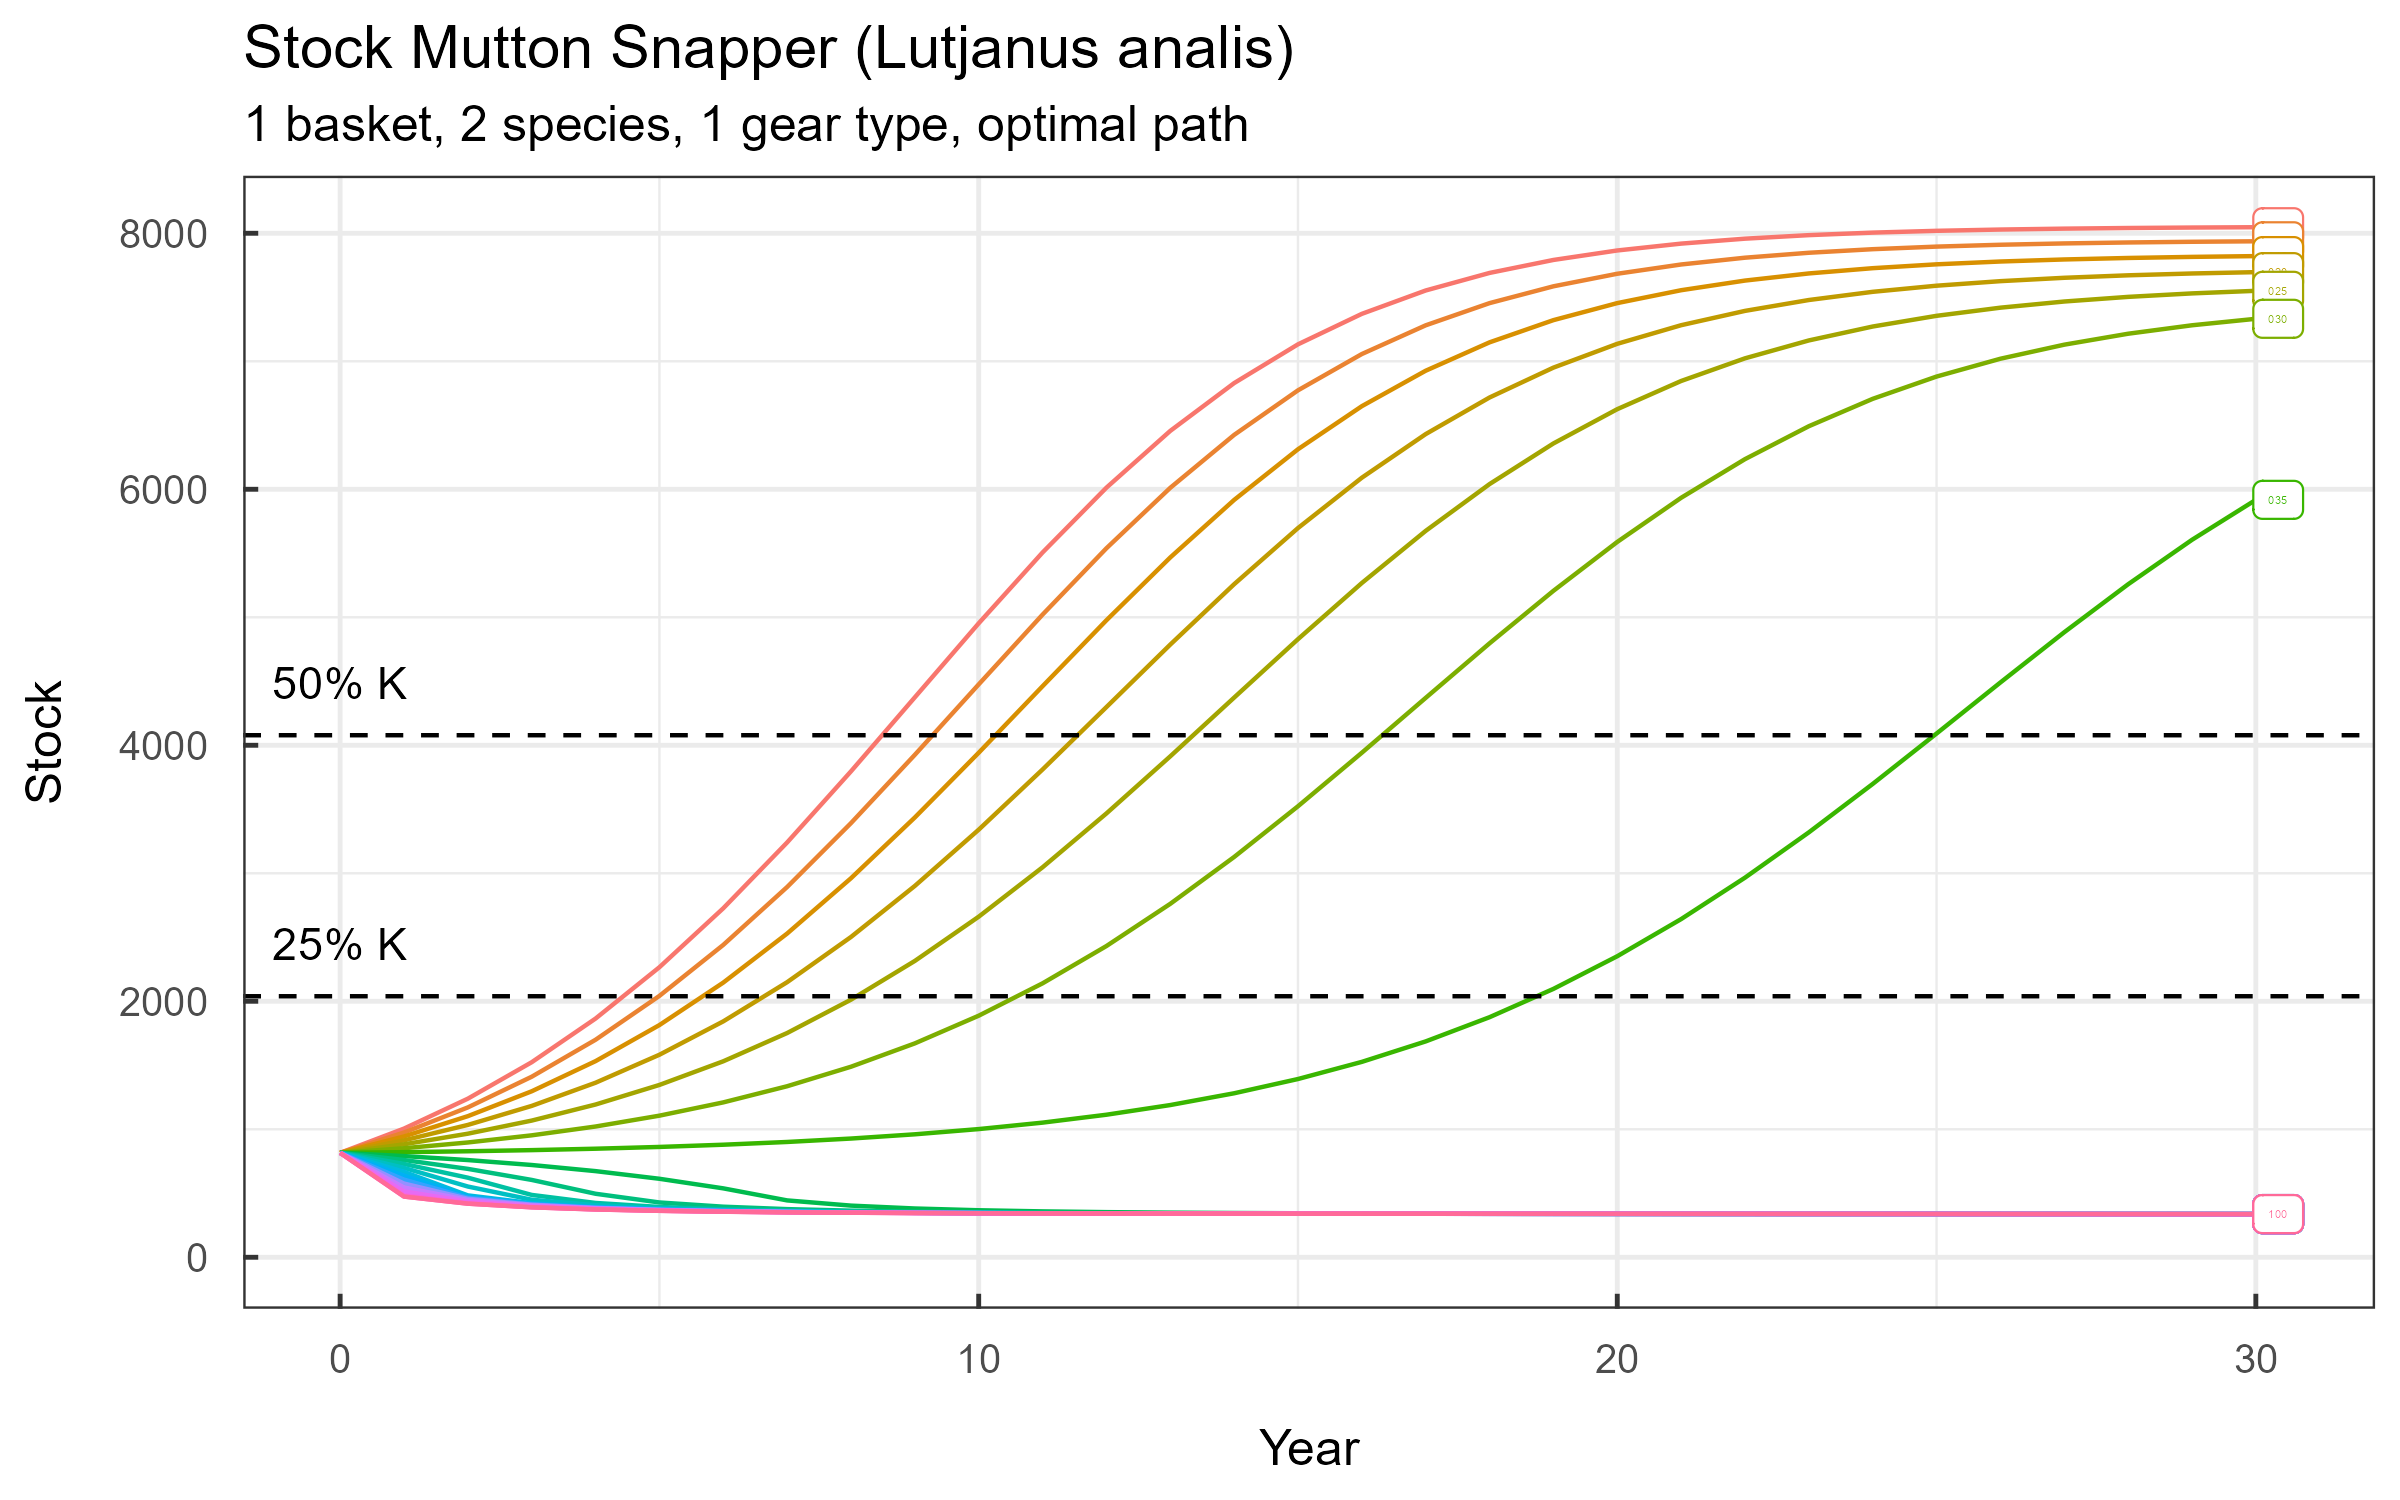 Stock Mutton Snapper (Lutjanus analis)
1 basket, 2 species, 1 gear type, optimal path
8000
6000
4000
2000
0
Stock
50% K
25% K
025
030
035
100
0
10
20
30
Year